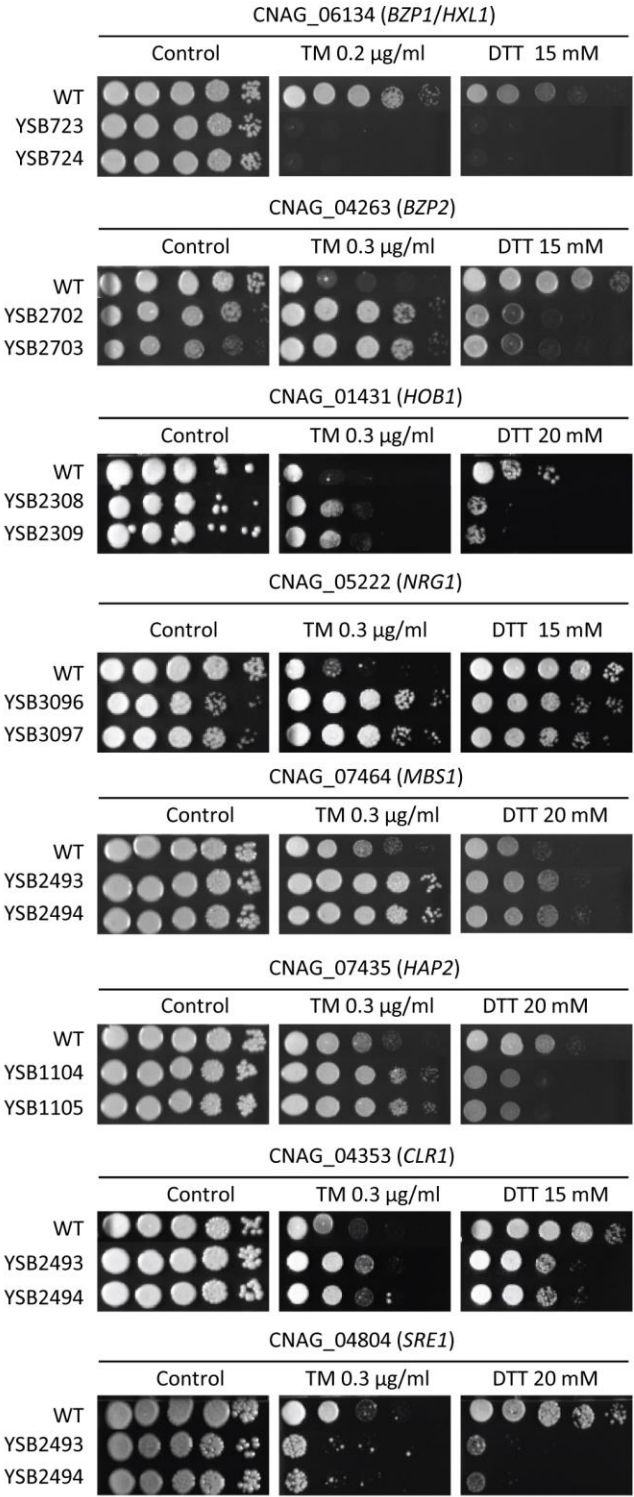 CNAG_06134 (BZP1/HXL1)
Control TM 0.2 µg/ml DTT 15 mM
WT
YSB723
YSB724
CNAG_04263 (BZP2)
Control TM 0.3 µg/ml DTT 15 mM
WT
YSB2702
YSB2703
CNAG_01431 (HOB1)
Control TM 0.3 µg/ml DTT 20 mM
WT
YSB2308
YSB2309
CNAG_05222 (NRG1)
Control TM 0.3 µg/ml DTT 15 mM
WT
YSB3096
YSB3097
CNAG_07464 (MBS1)
Control TM 0.3 µg/ml DTT 20 mM
WT
YSB2493
YSB2494
CNAG_07435 (HAP2)
Control TM 0.3 µg/ml DTT 20 mM
WT
YSB1104
YSB1105
CNAG_04353 (CLR1)
Control TM 0.3 µg/ml DTT 15 mM
WT
YSB2493
YSB2494
CNAG_04804 (SRE1)
Control TM 0.3 µg/ml DTT 20 mM
WT
YSB2493
YSB2494